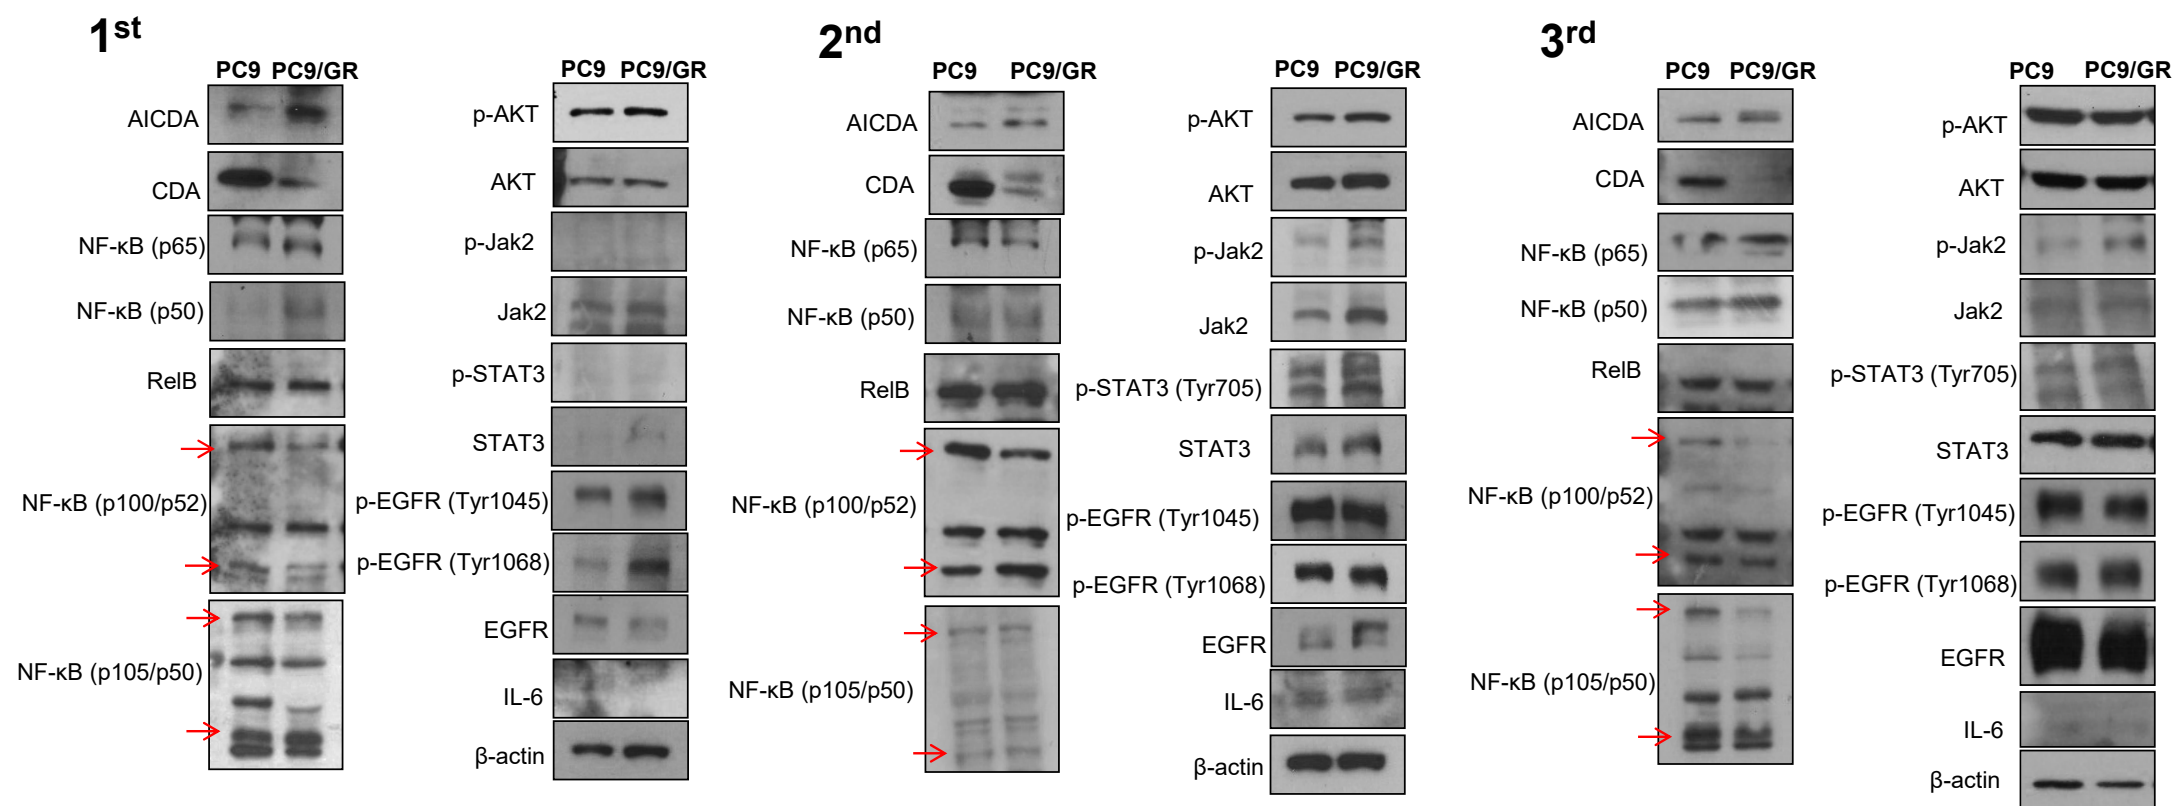 1st
PC9 PC9/GR
AICDA
CDA
NF-κB (p65)
NF-κB (p50)
RelB
NF-κB (p100/p52)
NF-κB (p105/p50)
PC9 PC9/GR
p-AKT
AKT
p-Jak2
Jak2
p-STAT3
STAT3
p-EGFR (Tyr1045)
p-EGFR (Tyr1068)
EGFR
IL-6
β-actin
2nd
PC9 PC9/GR
AICDA
CDA
NF-κB (p65)
NF-κB (p50)
RelB
NF-κB (p100/p52)
NF-κB (p105/p50)
PC9 PC9/GR
p-AKT
AKT
p-Jak2
Jak2
p-STAT3 (Tyr705)
STAT3
p-EGFR (Tyr1045)
p-EGFR (Tyr1068)
EGFR
IL-6
β-actin
3rd
PC9 PC9/GR
AICDA
CDA
NF-κB (p65)
NF-κB (p50)
RelB
NF-κB (p100/p52)
NF-κB (p105/p50)
PC9 PC9/GR
p-AKT
AKT
p-Jak2
Jak2
p-STAT3 (Tyr705)
STAT3
p-EGFR (Tyr1045)
p-EGFR (Tyr1068)
EGFR
IL-6
β-actin